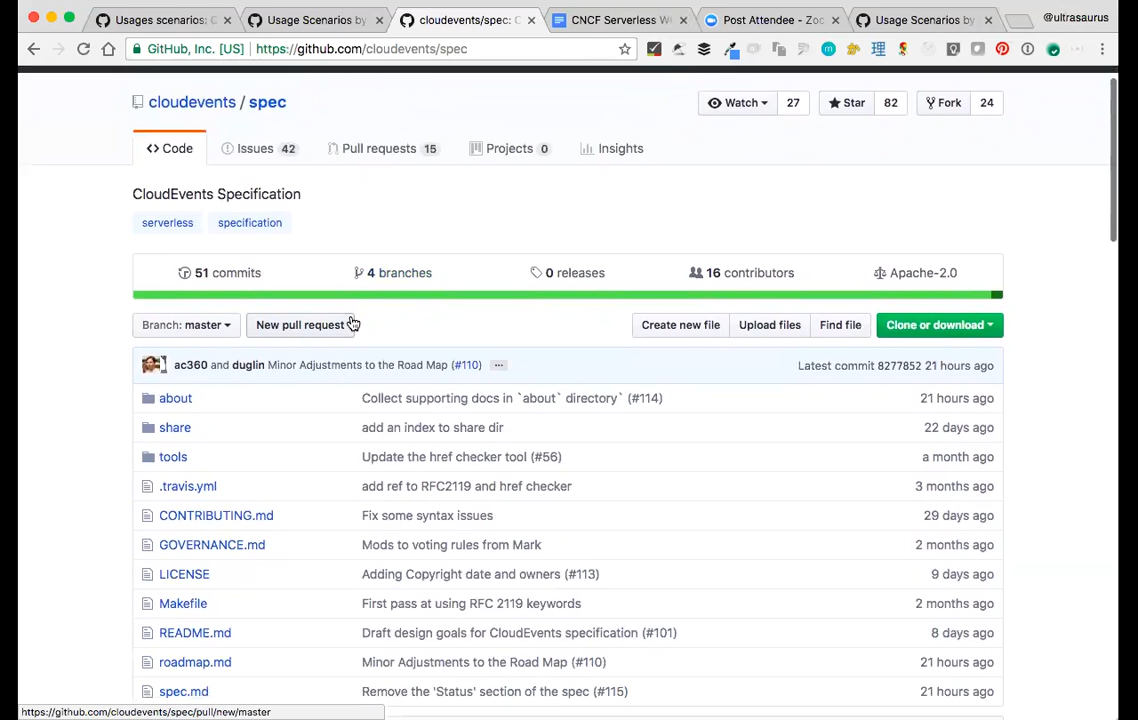 Usages scenarios: C
Usage Scenarios by
cloudevents/spec: C
CNCF Serverless W
Post Attendee - Zoo
Usage Scenarios by
@ultrasaurus
GitHub, Inc. [US] https://github.com/cloudevents/spec
cloudevents / spec
Watch 27 Star 82 Fork 24
Code Issues 42 Pull requests 15 Projects 0 Insights
CloudEvents Specification
serverless specification
51 commits 4 branches 0 releases 16 contributors Apache-2.0
Branch: master New pull request Create new file Upload files Find file Clone or download
ac360 and duglin Minor Adjustments to the Road Map (#110) ... Latest commit 8277852 21 hours ago
about Collect supporting docs in `about` directory` (#114) 21 hours ago
share add an index to share dir 22 days ago
tools Update the href checker tool (#56) a month ago
.travis.yml add ref to RFC2119 and href checker 3 months ago
CONTRIBUTING.md Fix some syntax issues 29 days ago
GOVERNANCE.md Mods to voting rules from Mark 2 months ago
LICENSE Adding Copyright date and owners (#113) 9 days ago
Makefile First pass at using RFC 2119 keywords 2 months ago
README.md Draft design goals for CloudEvents specification (#101) 8 days ago
roadmap.md Minor Adjustments to the Road Map (#110) 21 hours ago
spec.md Remove the 'Status' section of the spec (#115) 21 hours ago
https://github.com/cloudevents/spec/pull/new/master